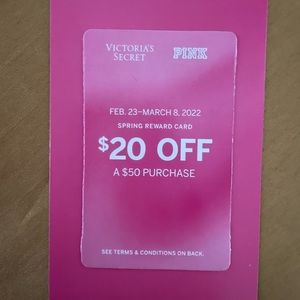 VICTORIA'S PINK
SECRET
FEB. 23–MARCH 8, 2022
SPRING REWARD CARD
$20 OFF
A $50 PURCHASE
SEE TERMS & CONDITIONS ON BACK.